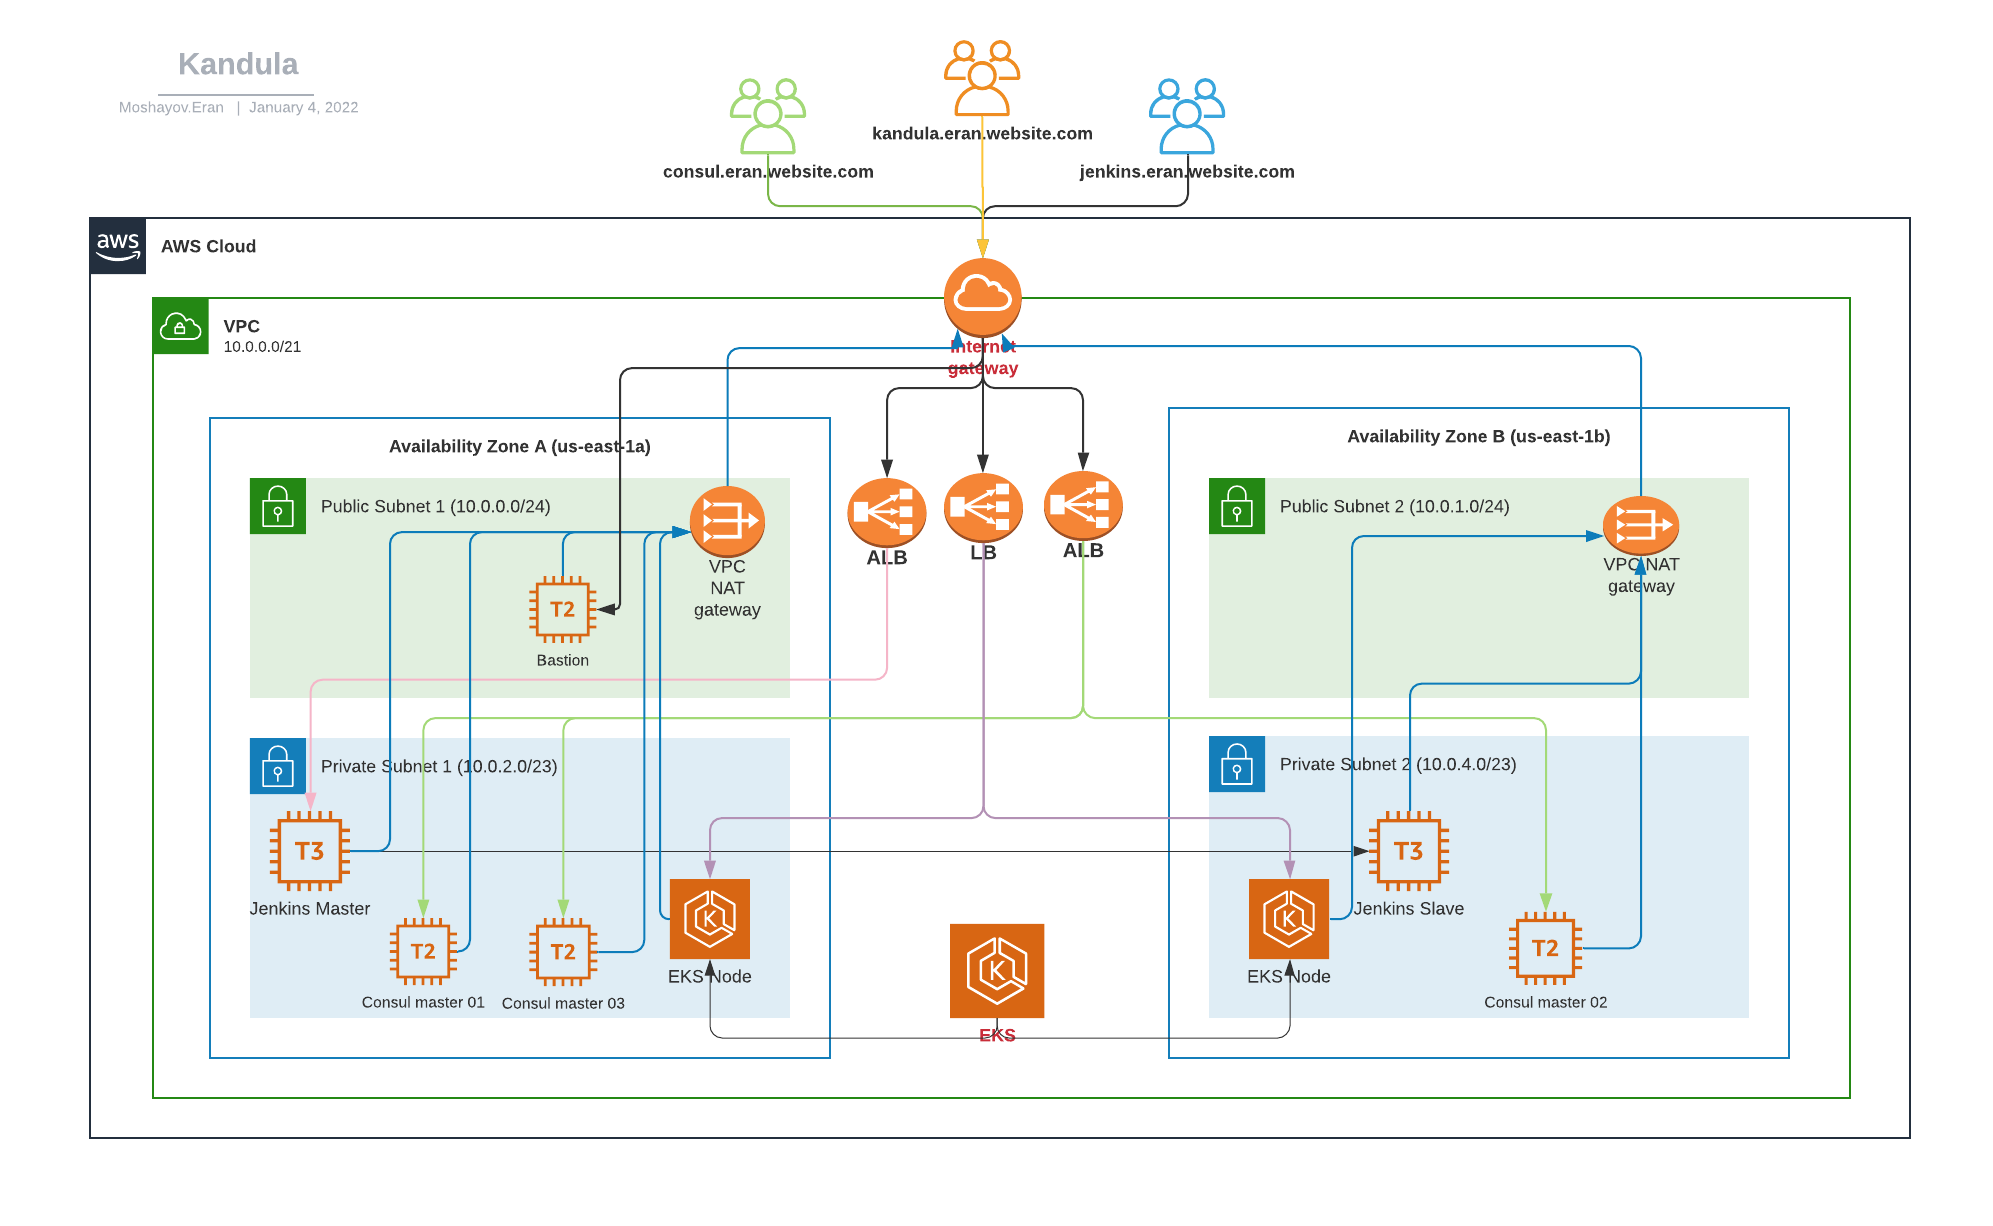 Kandula
Moshayov.Eran | January 4, 2022
kandula.eran.website.com
consul.eran.website.com
jenkins.eran.website.com
aws
AWS Cloud
VPC
10.0.0.0/21
Internet
gateway
Availability Zone A (us-east-1a)
Availability Zone B (us-east-1b)
Public Subnet 1 (10.0.0.0/24)
Public Subnet 2 (10.0.1.0/24)
ALB
LB
ALB
VPC
NAT
gateway
VPC NAT
gateway
T2
Bastion
Private Subnet 1 (10.0.2.0/23)
Private Subnet 2 (10.0.4.0/23)
T3
Jenkins Master
T3
Jenkins Slave
T2
Consul master 01
T2
Consul master 03
K
EKS Node
K
EKS
K
EKS Node
T2
Consul master 02